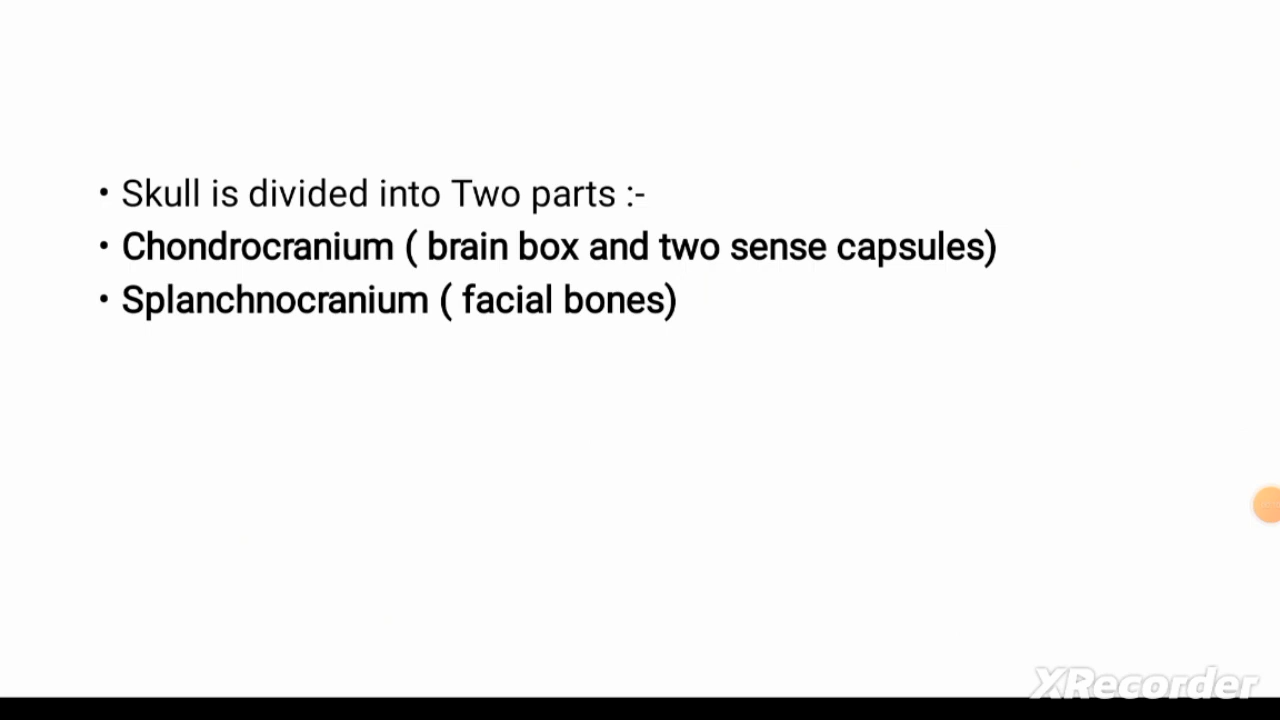 • Skull is divided into Two parts :-
• Chondrocranium ( brain box and two sense capsules)
• Splanchnocranium ( facial bones)
XRecorder